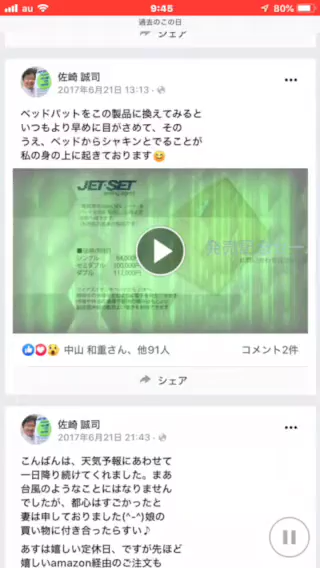 au
9:45
80%
過去のこの日
シェア
佐崎 誠司
2017年6月21日 13:13
ベッドパットをこの製品に換えてみると
いつもより早めに目がさめて、その
うえ、ベッドからシャキンとでることが
私の身の上に起きております😆
JET-SET
シングル
セミダブル
ダブル
中山 和重さん、他91人
コメント2件
シェア
佐崎 誠司
2017年6月21日 21:43
こんばんは、天気予報にあわせて
一日降り続けてくれました。まあ
台風のようなことにはなりません
でしたが、都心はすごかったと
妻は申しておりました(^-^)娘の
買い物に付き合ったらすい♪
あすは嬉しい定休日、ですが先ほど
嬉しいamazon経由のご注文も